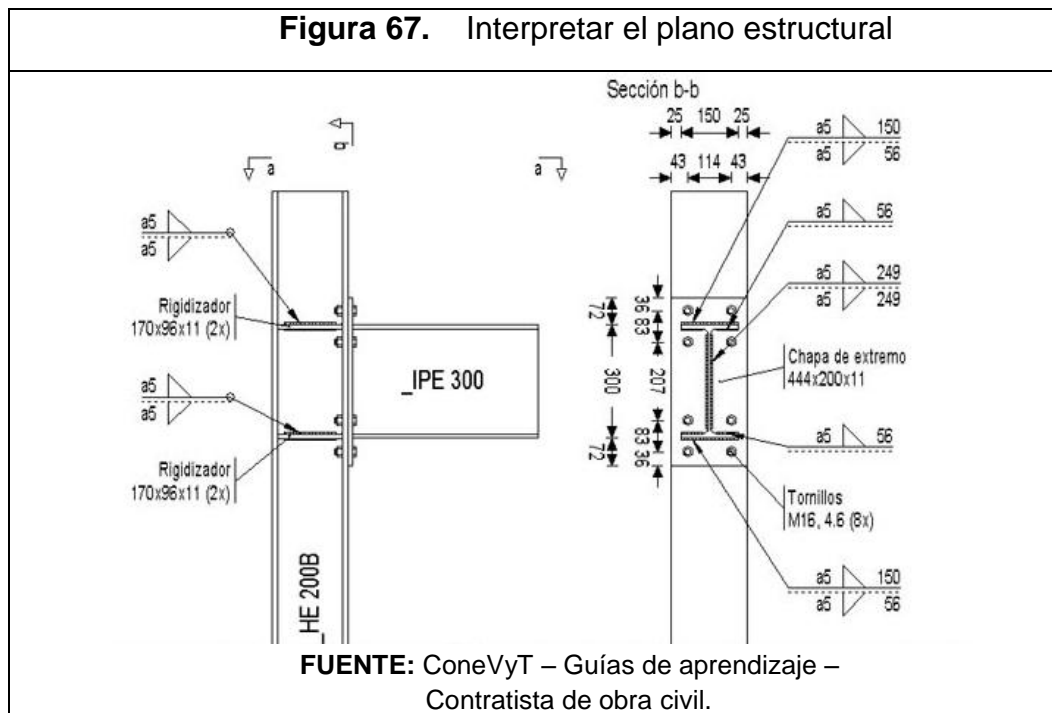 Figura 67. Interpretar el plano estructural
Sección b-b
25 150 25
43 114 43
a
a
b
a5
a5
Rigidizador
170x96x11 (2x)
a5
a5
Rigidizador
170x96x11 (2x)
_IPE 300
_HE 200B
72
300
72
36
83
207
83
36
a5 150
a5 56
a5 56
a5 249
a5 249
Chapa de extremo
444x200x11
a5 56
Tornillos
M16, 4.6 (8x)
a5 150
a5 56
FUENTE: ConeVyT – Guías de aprendizaje –
Contratista de obra civil.